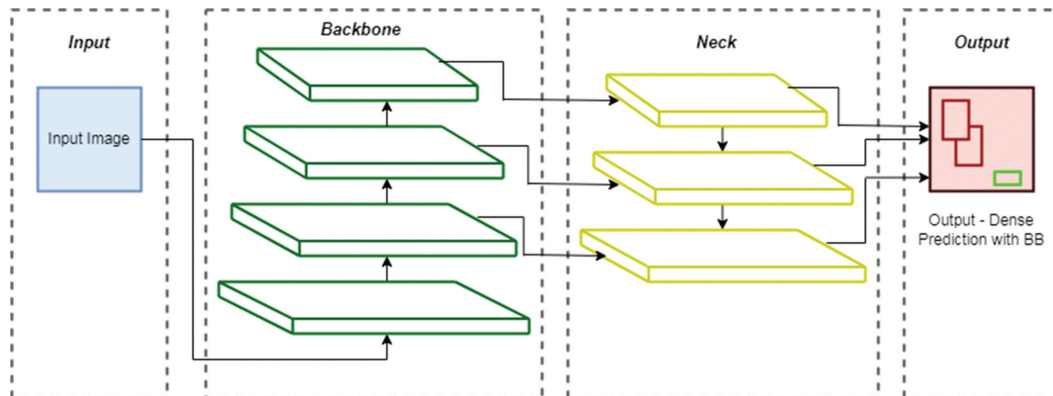 Input
Backbone
Neck
Output
Input Image
Output - Dense
Prediction with BB